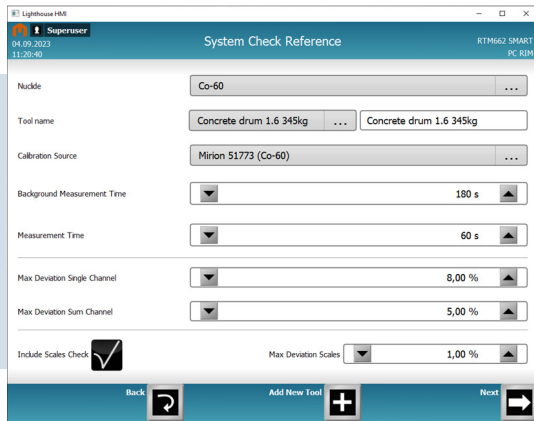 Lighthouse HMI
Superuser
04.09.2023
11:20:40
System Check Reference
RTM662 SMART
PC RIM
Nuclide Co-60 ...
Tool name Concrete drum 1.6 345kg ... Concrete drum 1.6 345kg
Calibration Source Mirion 51773 (Co-60) ...
Background Measurement Time 180 s
Measurement Time 60 s
Max Deviation Single Channel 8,00 %
Max Deviation Sum Channel 5,00 %
Include Scales Check Max Deviation Scales 1,00 %
Back Add New Tool Next